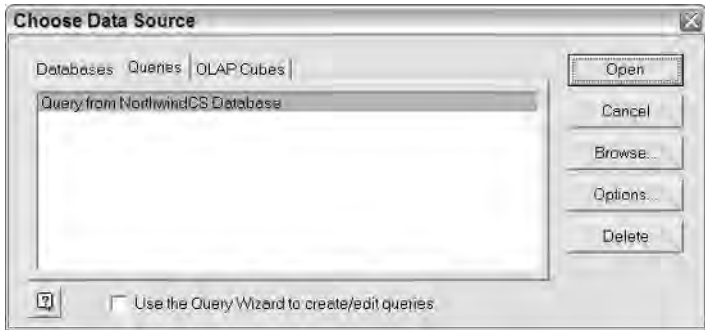 Choose Data Source
Databases Queries OLAP Cubes
Query from NorthwindCS Database
Open
Cancel
Browse...
Options...
Delete
Use the Query Wizard to create/edit queries